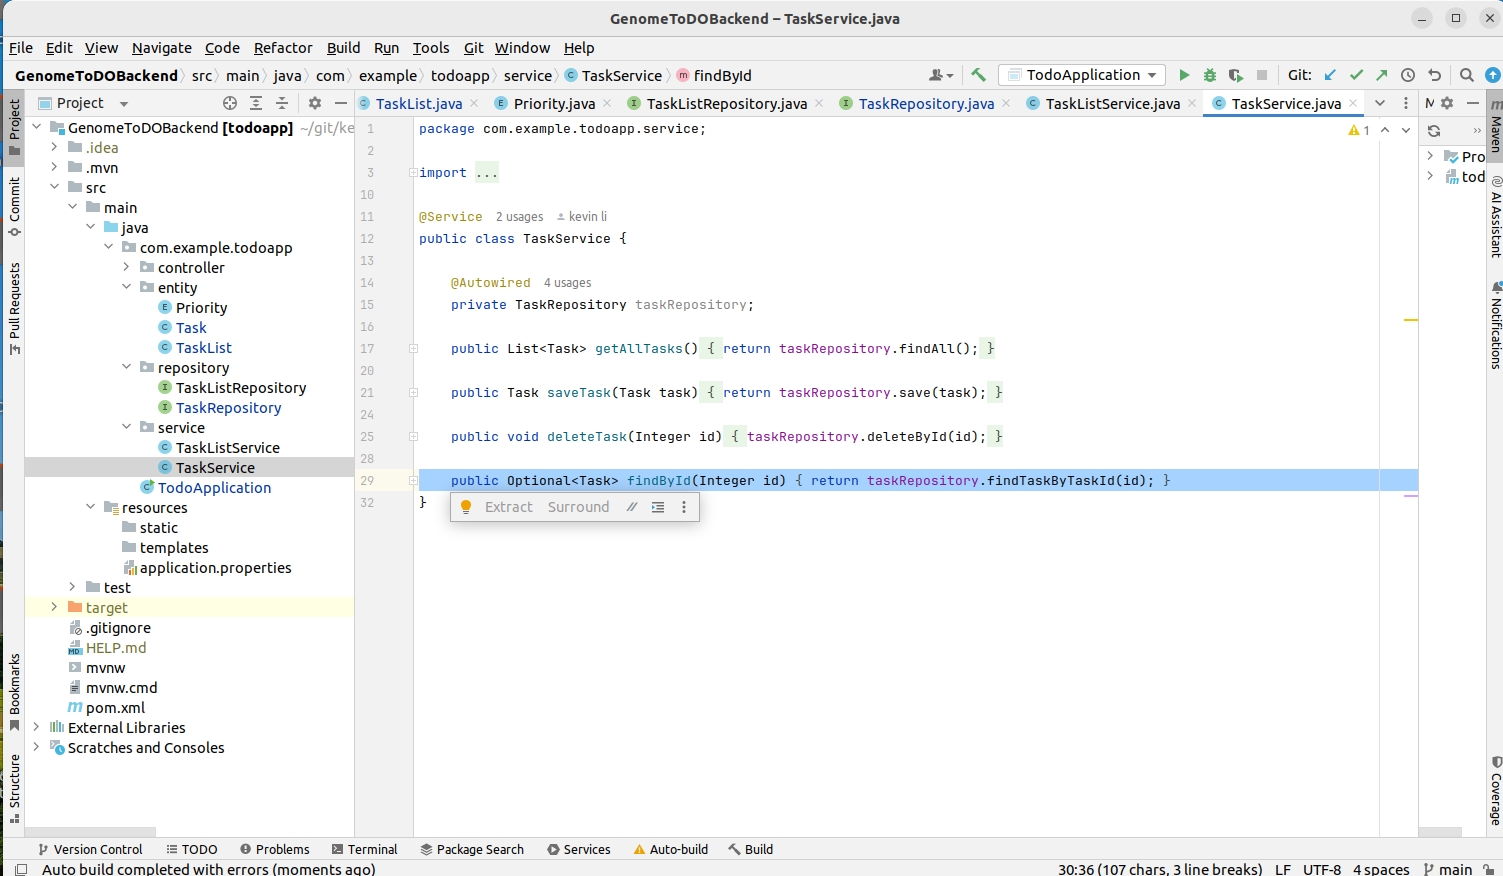 GenomeToDOBackend – TaskService.java
File Edit View Navigate Code Refactor Build Run Tools Git Window Help
GenomeToDOBackend src main java com example todoapp service TaskService findById
TodoApplication
Git:
Project
TaskList.java
Priority.java
TaskListRepository.java
TaskRepository.java
TaskListService.java
TaskService.java
Project
Commit
Pull Requests
Bookmarks
Structure
GenomeToDOBackend [todoapp] ~/git/ke
.idea
.mvn
src
main
java
com.example.todoapp
controller
entity
Priority
Task
TaskList
repository
TaskListRepository
TaskRepository
service
TaskListService
TaskService
TodoApplication
resources
static
templates
application.properties
test
target
.gitignore
HELP.md
mvnw
mvnw.cmd
pom.xml
External Libraries
Scratches and Consoles
1 package com.example.todoapp.service;
2
3 import ...
10
11 @Service 2 usages kevin li
12 public class TaskService {
13
14 @Autowired 4 usages
15 private TaskRepository taskRepository;
16
17 public List<Task> getAllTasks() { return taskRepository.findAll(); }
20
21 public Task saveTask(Task task) { return taskRepository.save(task); }
24
25 public void deleteTask(Integer id) { taskRepository.deleteById(id); }
28
29 public Optional<Task> findById(Integer id) { return taskRepository.findTaskByTaskId(id); }
32 }
Extract Surround //
1
Pro
tod
Maven
AI Assistant
Notifications
Coverage
Version Control TODO Problems Terminal Package Search Services Auto-build Build
Auto build completed with errors (moments ago)
30:36 (107 chars, 3 line breaks) LF UTF-8 4 spaces main